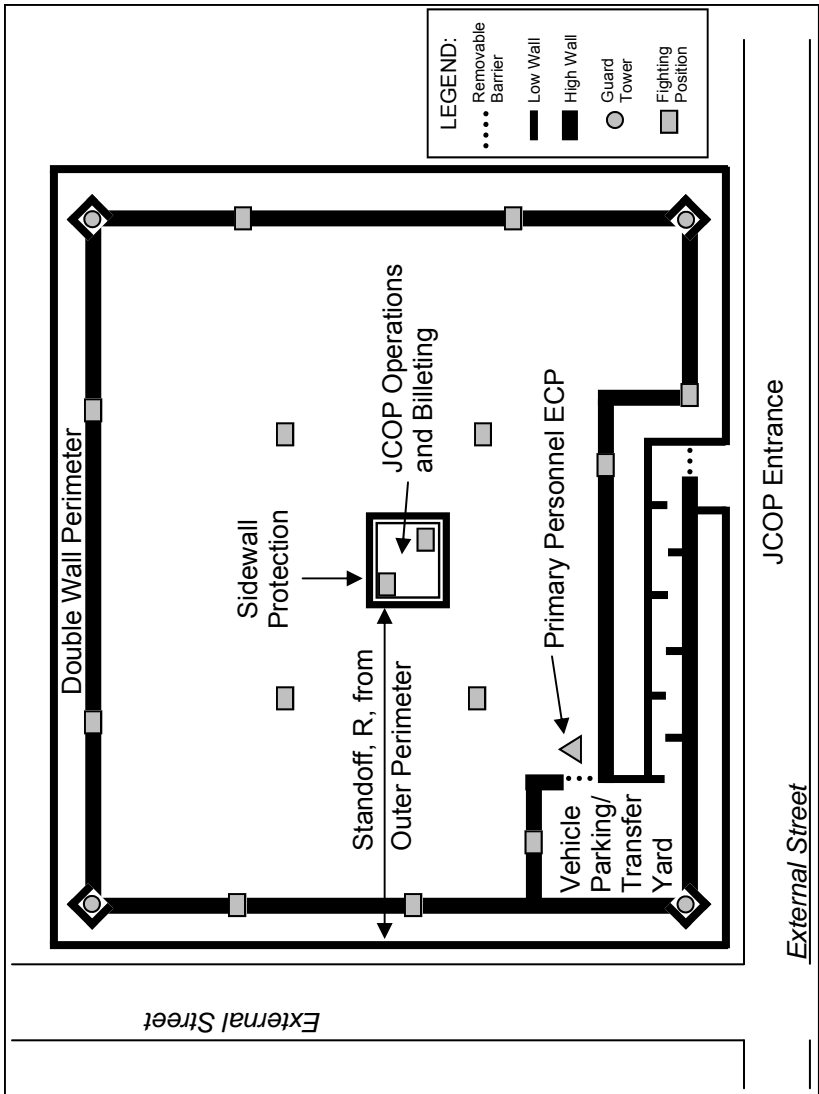 LEGEND:
Removable
Barrier
Low Wall
High Wall
Guard
Tower
Fighting
Position
Double Wall Perimeter
Sidewall
Protection
JCOP Operations
and Billeting
Standoff, R, from
Outer Perimeter
Primary Personnel ECP
Vehicle
Parking/
Transfer
Yard
JCOP Entrance
External Street
External Street